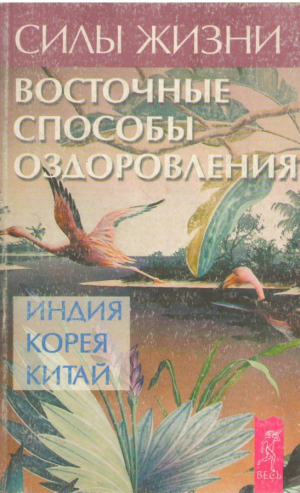 СИЛЫ ЖИЗНИ
ВОСТОЧНЫЕ
СПОСОБЫ
ОЗДОРОВЛЕНИЯ
ИНДИЯ
КОРЕЯ
КИТАЙ
ВЕСЬ